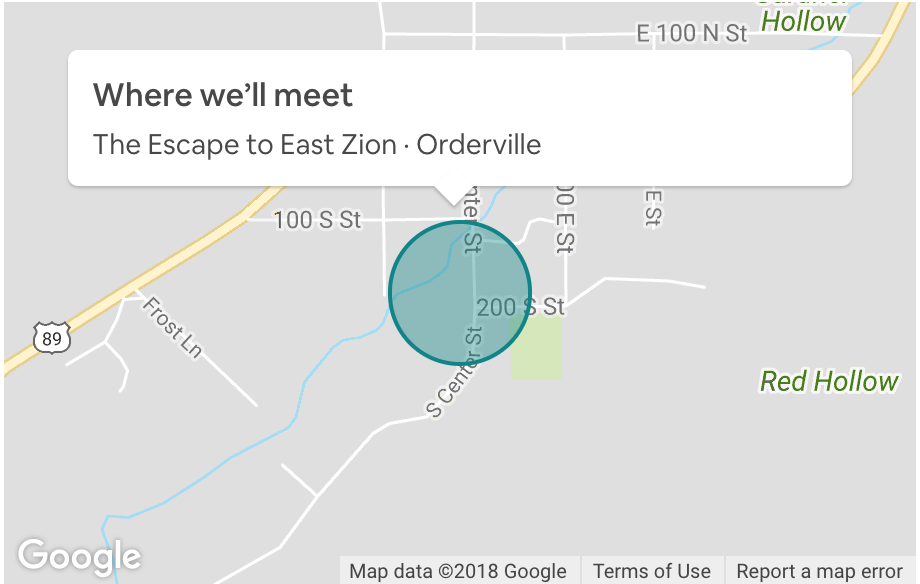 Hollow
E 100 N St
Where we'll meet
The Escape to East Zion · Orderville
100 S St
E St
200 S St
89
Frost Ln
S Center St
Red Hollow
Google
Map data ©2018 Google
Terms of Use
Report a map error